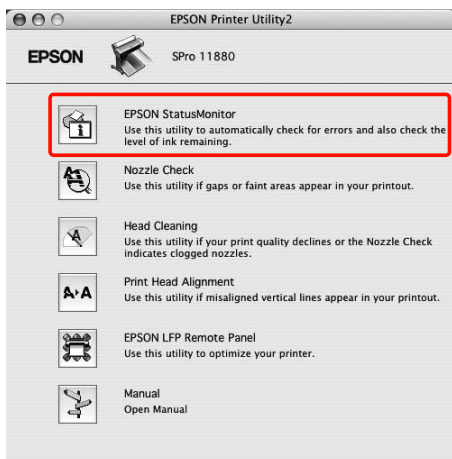 EPSON Printer Utility2
EPSON
SPro 11880
EPSON StatusMonitor
Use this utility to automatically check for errors and also check the
level of ink remaining.
Nozzle Check
Use this utility if gaps or faint areas appear in your printout.
Head Cleaning
Use this utility if your print quality declines or the Nozzle Check
indicates clogged nozzles.
A›A
Print Head Alignment
Use this utility if misaligned vertical lines appear in your printout.
EPSON LFP Remote Panel
Use this utility to optimize your printer.
Manual
Open Manual